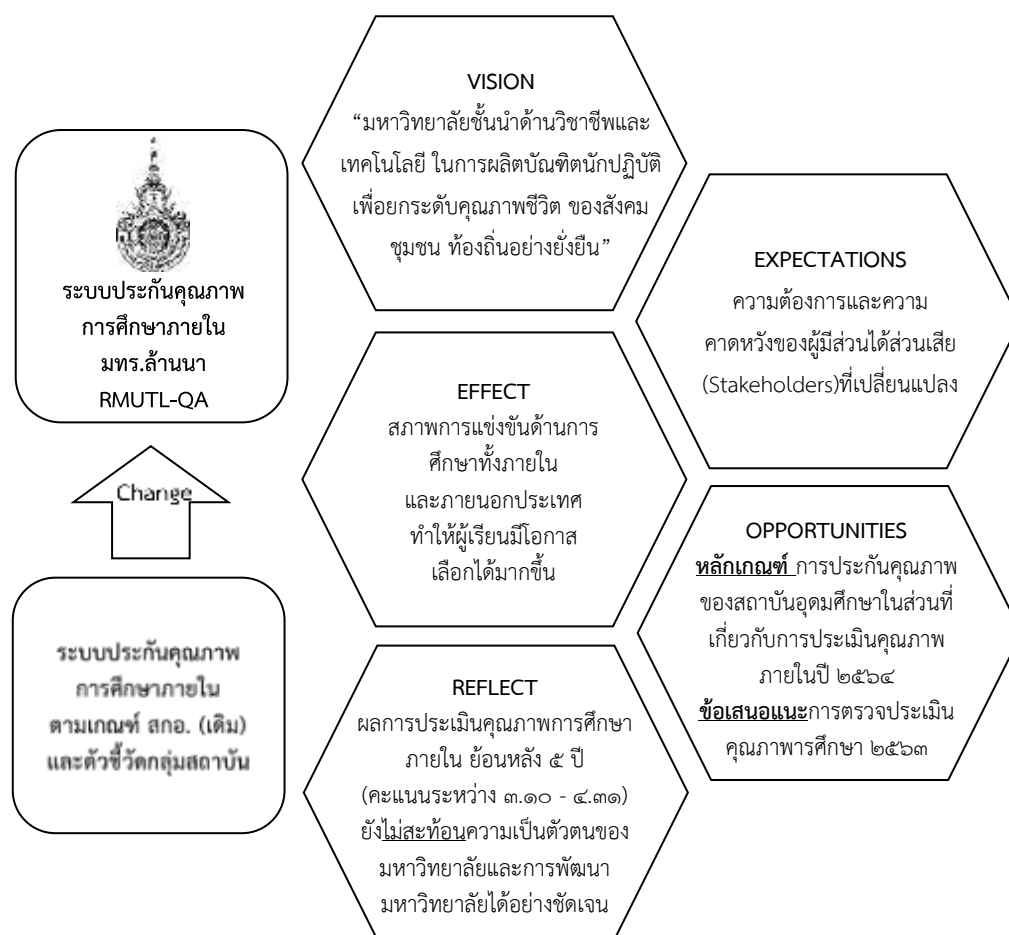 VISION
“มหาวิทยาลัยชั้นนำด้านวิชาชีพและ
เทคโนโลยี ในการผลิตบัณฑิตนักปฏิบัติ
เพื่อยกระดับคุณภาพชีวิต ของสังคม
ชุมชน ท้องถิ่นอย่างยั่งยืน”
ระบบประกันคุณภาพ
การศึกษาภายใน
มทร.ล้านนา
RMUTL-QA
EXPECTATIONS
ความต้องการและความ
คาดหวังของผู้มีส่วนได้ส่วนเสีย
(Stakeholders)ที่เปลี่ยนแปลง
EFFECT
สภาพการแข่งขันด้านการ
ศึกษาทั้งภายใน
และภายนอกประเทศ
ทำให้ผู้เรียนมีโอกาส
เลือกได้มากขึ้น
Change
OPPORTUNITIES
หลักเกณฑ์ การประกันคุณภาพ
ของสถาบันอุดมศึกษาในส่วนที่
เกี่ยวกับการประเมินคุณภาพ
ภายในปี ๒๕๖๔
ข้อเสนอแนะการตรวจประเมิน
คุณภาพารศึกษา ๒๕๖๓
ระบบประกันคุณภาพ
การศึกษาภายใน
ตามเกณฑ์ สกอ. (เดิม)
และตัวชี้วัดกลุ่มสถาบัน
REFLECT
ผลการประเมินคุณภาพการศึกษา
ภายใน ย้อนหลัง ๕ ปี
(คะแนนระหว่าง ๓.๑๐ - ๔.๓๑)
ยังไม่สะท้อนความเป็นตัวตนของ
มหาวิทยาลัยและการพัฒนา
มหาวิทยาลัยได้อย่างชัดเจน